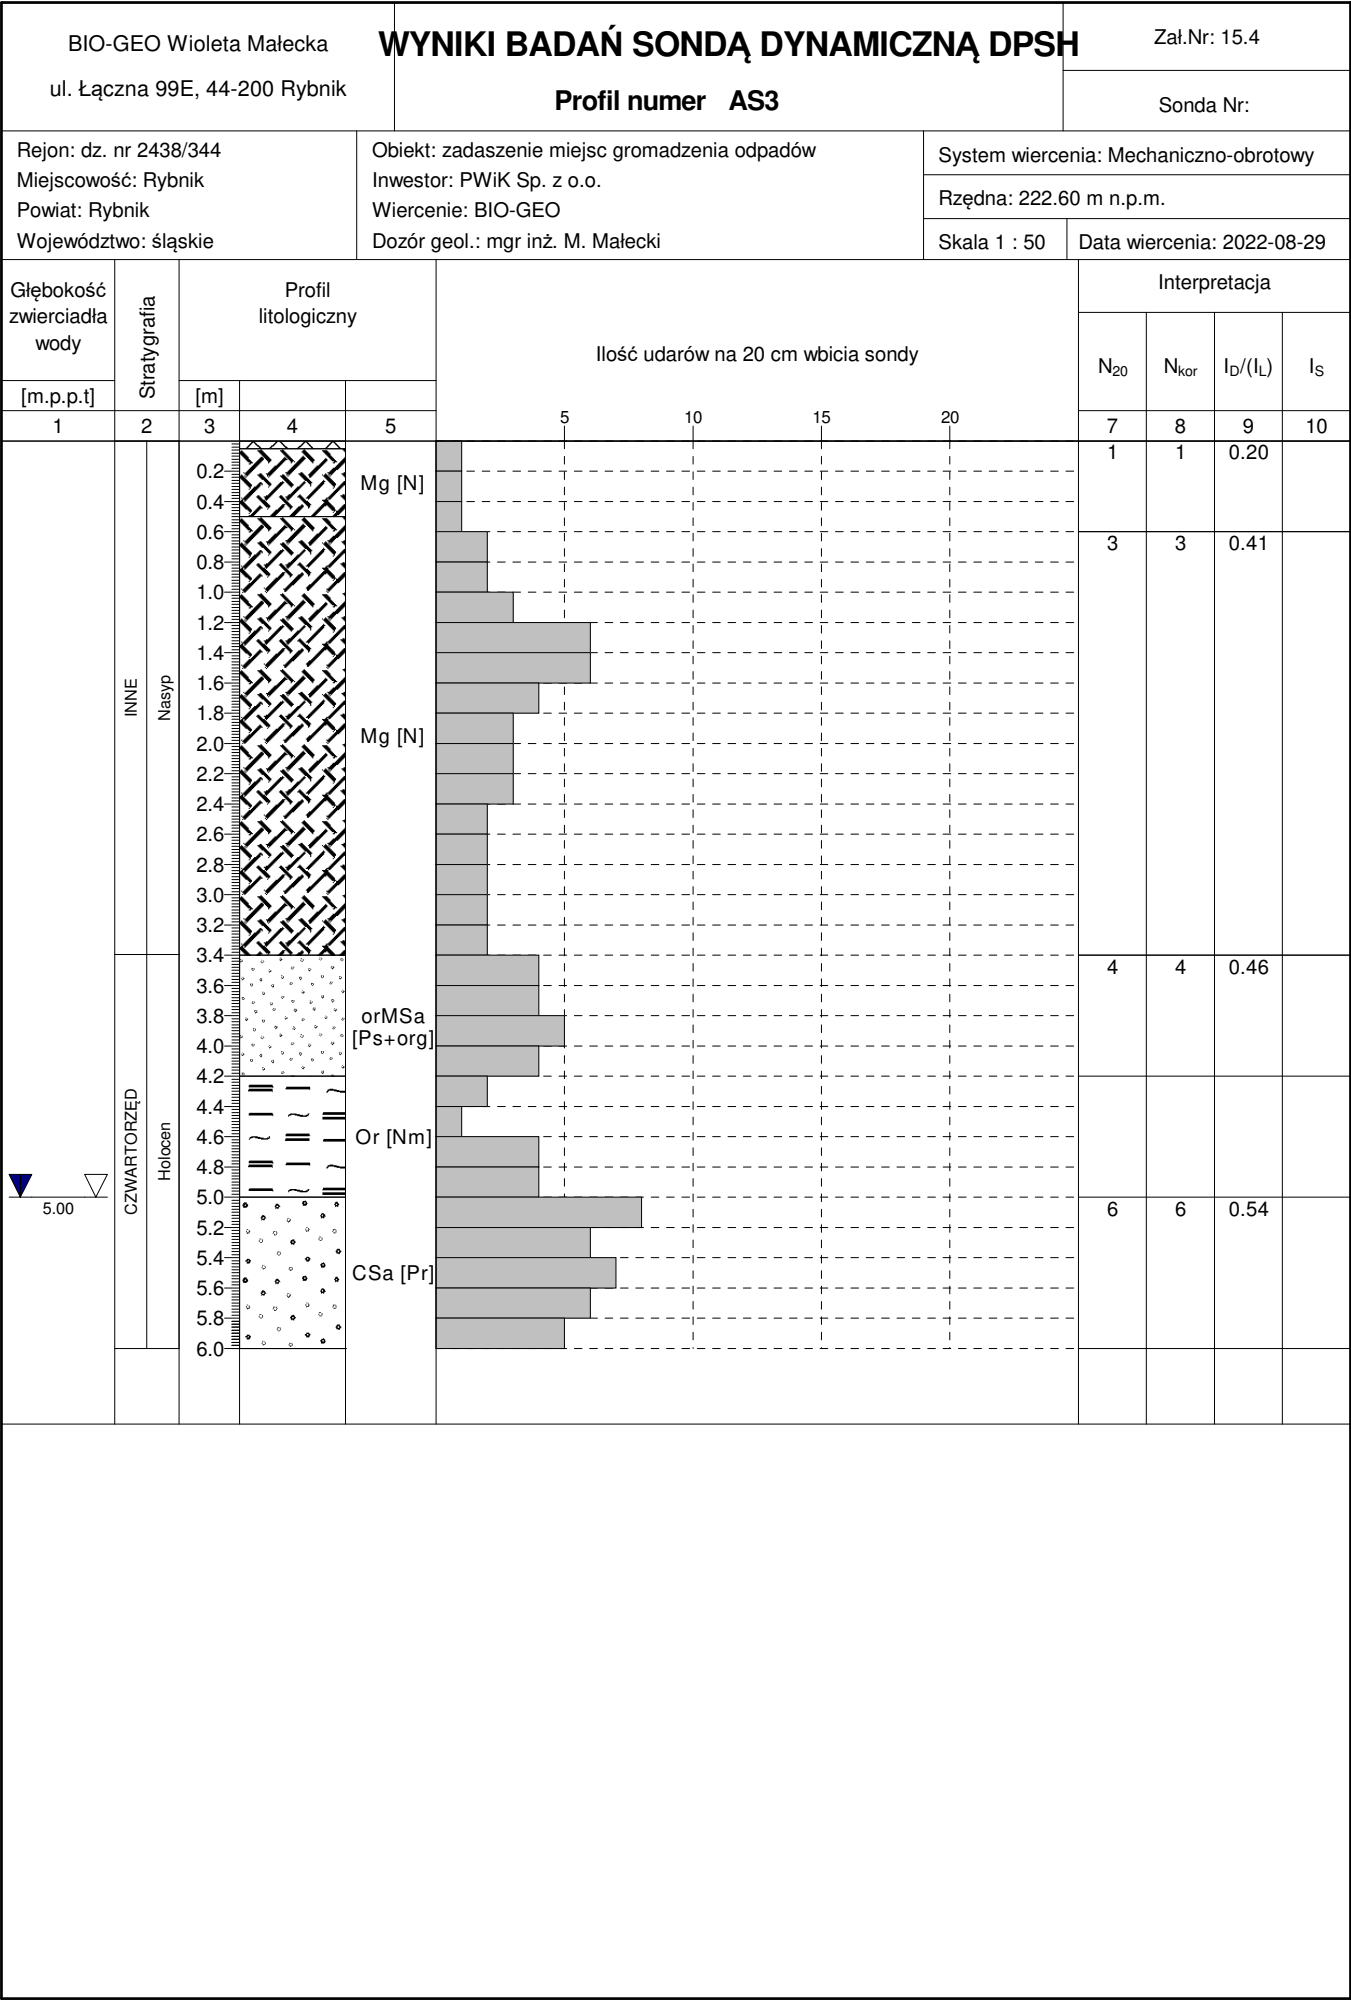 BIO-GEO Wioleta Małecka
ul. Łączna 99E, 44-200 Rybnik
WYNIKI BADAŃ SONDĄ DYNAMICZNĄ DPSH
Profil numer AS3
Zał.Nr: 15.4
Sonda Nr:
Rejon: dz. nr 2438/344
Miejscowość: Rybnik
Powiat: Rybnik
Województwo: śląskie
Obiekt: zadaszenie miejsc gromadzenia odpadów
Inwestor: PWiK Sp. z o.o.
Wiercenie: BIO-GEO
Dozór geol.: mgr inż. M. Małecki
System wiercenia: Mechaniczno-obrotowy
Rzędna: 222.60 m n.p.m.
Skala 1 : 50
Data wiercenia: 2022-08-29
Głębokość
zwierciadła
wody
[m.p.p.t]
Stratygrafia
Profil
litologiczny
[m]
Ilość udarów na 20 cm wbicia sondy
5 10 15 20
Interpretacja
N20 Nkor ID/(IL) IS
1 2 3 4 5 7 8 9 10
0.2
0.4
0.6
0.8
1.0
1.2
1.4
1.6
1.8
2.0
2.2
2.4
2.6
2.8
3.0
3.2
3.4
3.6
3.8
4.0
4.2
4.4
4.6
4.8
5.0
5.2
5.4
5.6
5.8
6.0
5.00
INNE
Nasyp
CZWARTORZĘD
Holocen
Mg [N]
Mg [N]
orMSa
[Ps+org]
Or [Nm]
CSa [Pr]
1 1 0.20
3 3 0.41
4 4 0.46
6 6 0.54